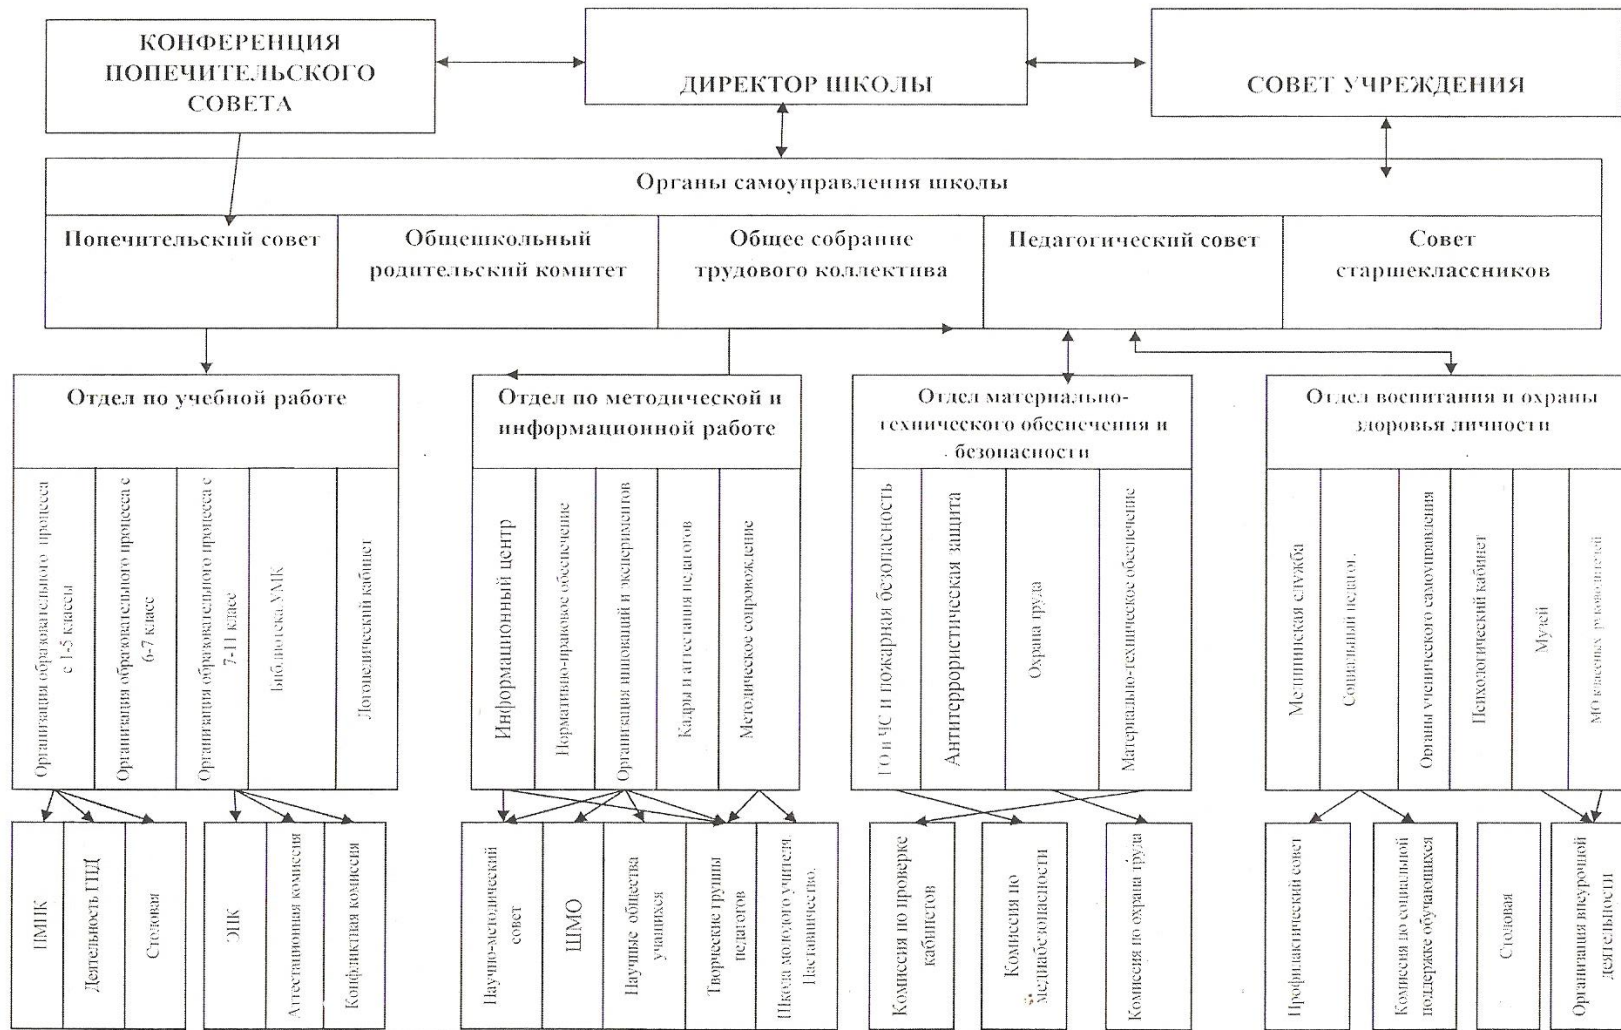 КОНФЕРЕНЦИЯ
ПОПЕЧИТЕЛЬСКОГО
СОВЕТА
ДИРЕКТОР ШКОЛЫ
СОВЕТ УЧРЕЖДЕНИЯ
Органы самоуправления школы
Попечительский совет
Общешкольный
родительский комитет
Общее собрание
трудового коллектива
Педагогический совет
Совет
старшеклассников
Отдел по учебной работе
Организация образовательного процесса
с 1-5 классы
Организация образовательного процесса с
6-7 класс
Организация образовательного процесса с
7-11 класс
Библиотека УМК
Логопедический кабинет
Отдел по методической и
информационной работе
Информационный центр
Нормативно-правовое обеспечение
Организация инноваций и экспериментов
Кадры и аттестация педагогов
Методическое сопровождение
Отдел материально-
технического обеспечения и
безопасности
ГО и ЧС и пожарная безопасность
Антитеррористическая защита
Охрана труда
Материально-техническое обеспечение
Отдел воспитания и охраны
здоровья личности
Медицинская служба
Социальный педагог.
Органы ученического самоуправления
Психологический кабинет
Музей
МО классных руководителей
ПМПК
Деятельность ГПД
Столовая
ЭПК
Аттестационная комиссия
Конфликтная комиссия
Научно-методический
совет
ШМО
Научные общества
учащихся
Творческие группы
педагогов
Школа молодого учителя.
Наставничество.
Комиссия по проверке
кабинетов
Комиссия по
медиабезопасности
Комиссия по охрана труда
Профилактический совет
Комиссия по социальной
поддержке обучающихся
Столовая
Организация внеурочной
деятельности